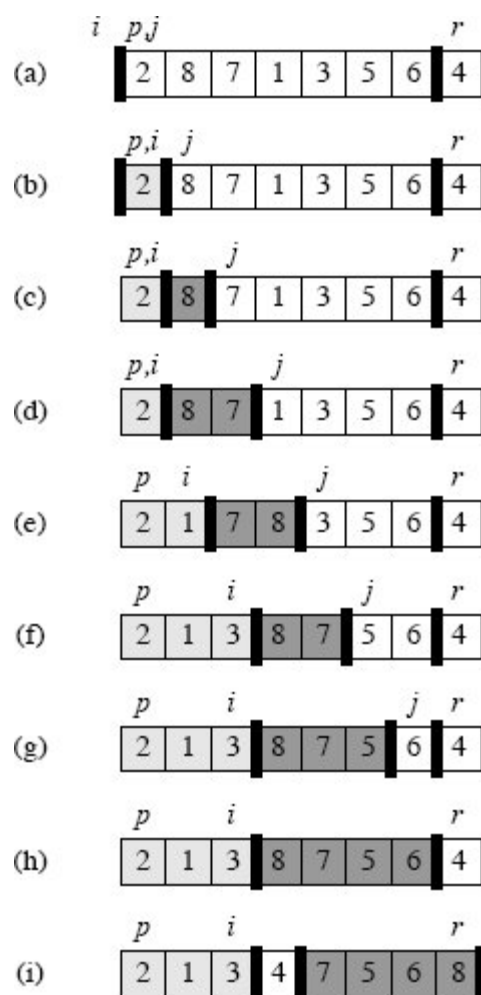 i p,j r
(a) 2 8 7 1 3 5 6 4
p,i j r
(b) 2 8 7 1 3 5 6 4
p,i j r
(c) 2 8 7 1 3 5 6 4
p,i j r
(d) 2 8 7 1 3 5 6 4
p i j r
(e) 2 1 7 8 3 5 6 4
p i j r
(f) 2 1 3 8 7 5 6 4
p i j r
(g) 2 1 3 8 7 5 6 4
p i r
(h) 2 1 3 8 7 5 6 4
p i r
(i) 2 1 3 4 7 5 6 8